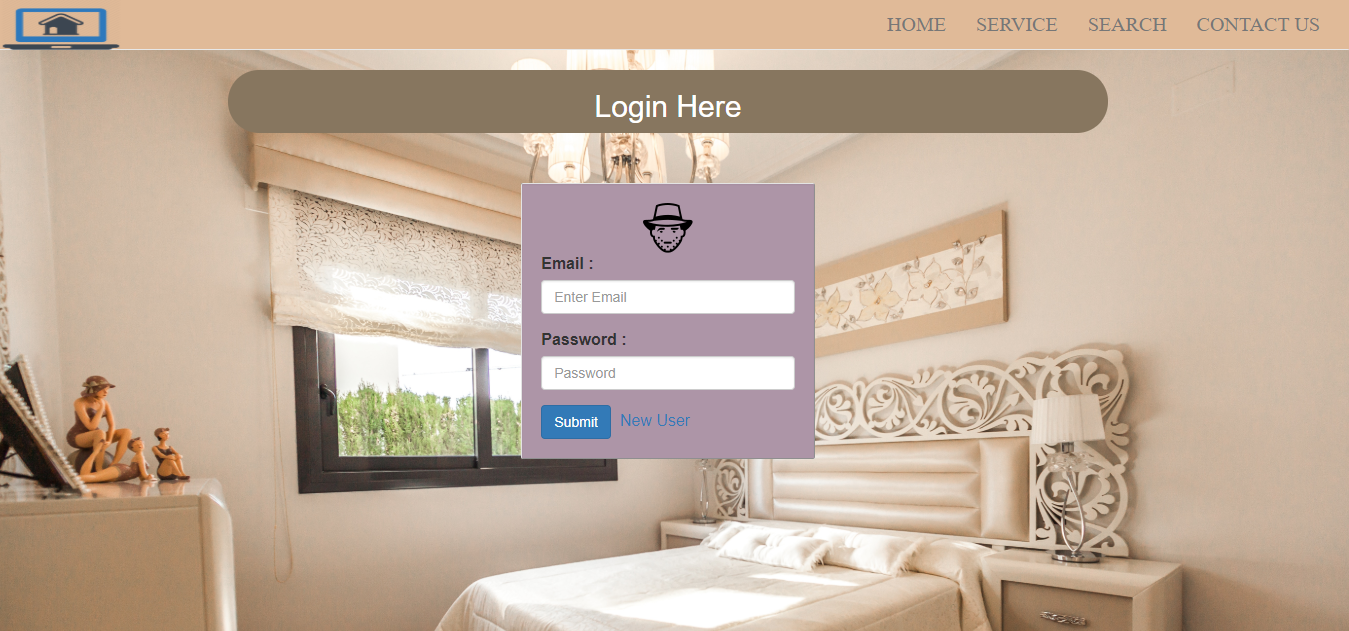 HOME SERVICE SEARCH CONTACT US
Login Here
Email :
Enter Email
Password :
Password
Submit New User